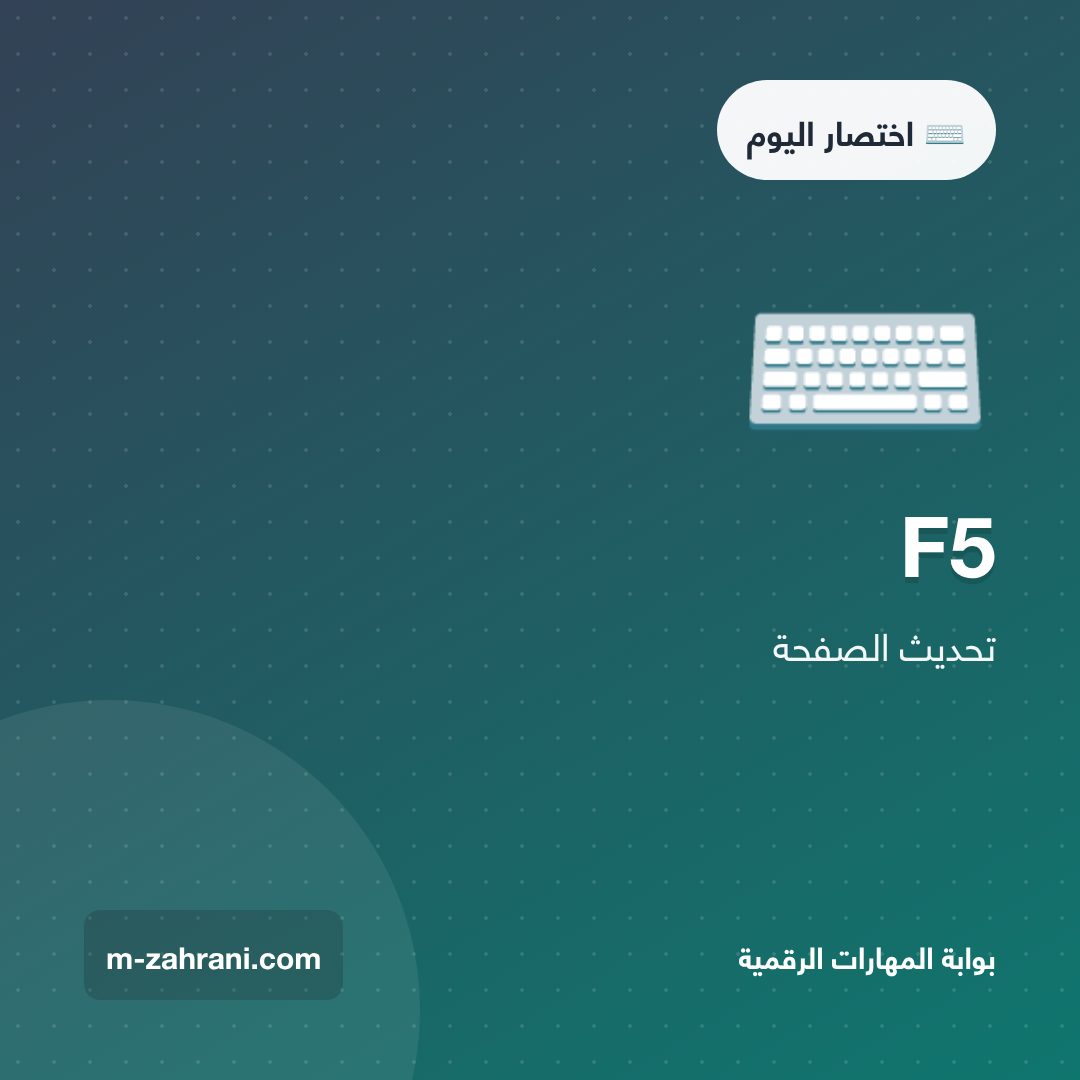 ⌨️ اختصار اليوم
F5
تحديث الصفحة
بوابة المهارات الرقمية
m-zahrani.com